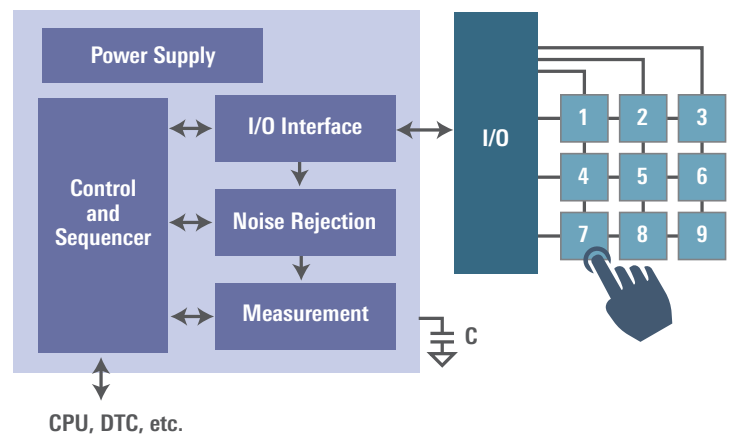 Power Supply
Control
and
Sequencer
I/O Interface
Noise Rejection
Measurement
C
CPU, DTC, etc.
I/O
1 2 3
4 5 6
7 8 9